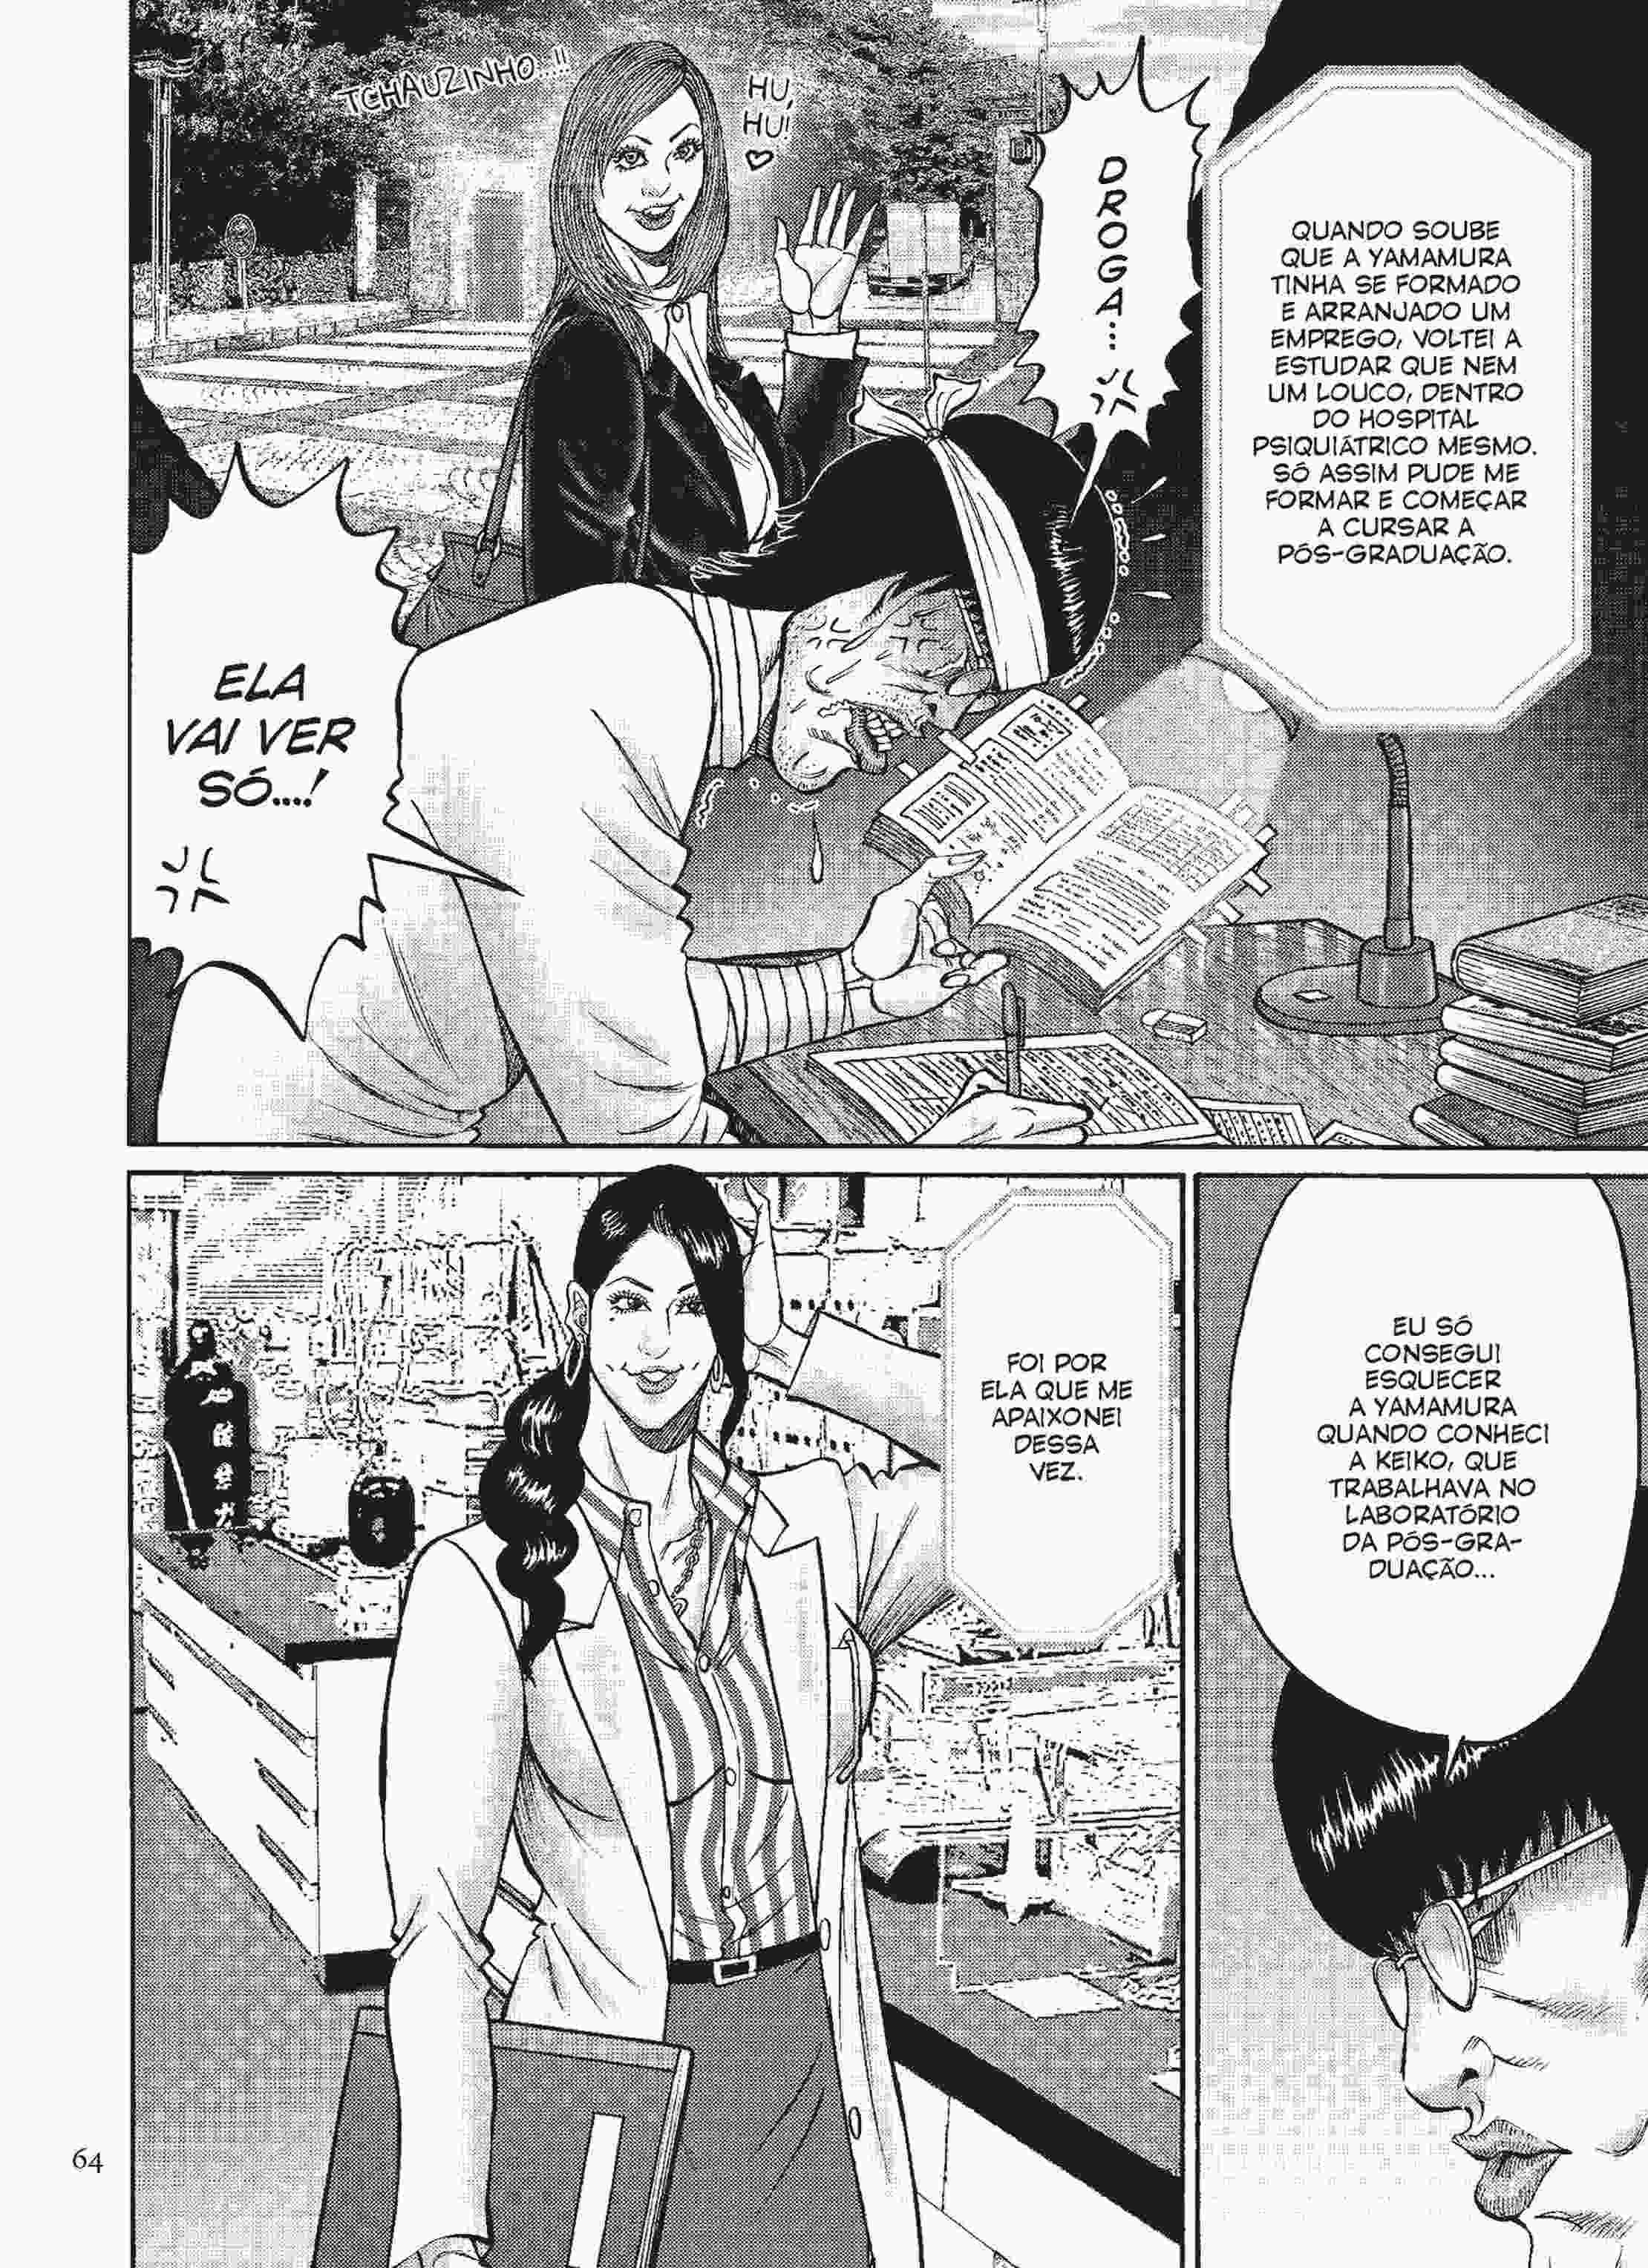 QUANDO SOUBE
QUE A YAMAMURA
TINHA SE FORMADO
E ARRANJADO UM
EMPREGO, VOLTEI A
ESTUDAR QUE NEM
UM LOUCO, DENTRO
DO HOSPITAL
PSIQUIÁTRICO MESMO.
SÓ ASSIM PUDE ME
FORMAR E COMEÇAR
A CURSAR A
PÓS-GRADUAÇÃO.
DROGA...
HU,
HU!
TCHAUZINHO...!!
ELA
VAI VER
SÓ....!
EU SÓ
CONSEGUI
ESQUECER
A YAMAMURA
QUANDO CONHECI
A KEIKO, QUE
TRABALHAVA NO
LABORATÓRIO
DA PÓS-GRA-
DUAÇÃO...
FOI POR
ELA QUE ME
APAIXONEI
DESSA
VEZ.
64